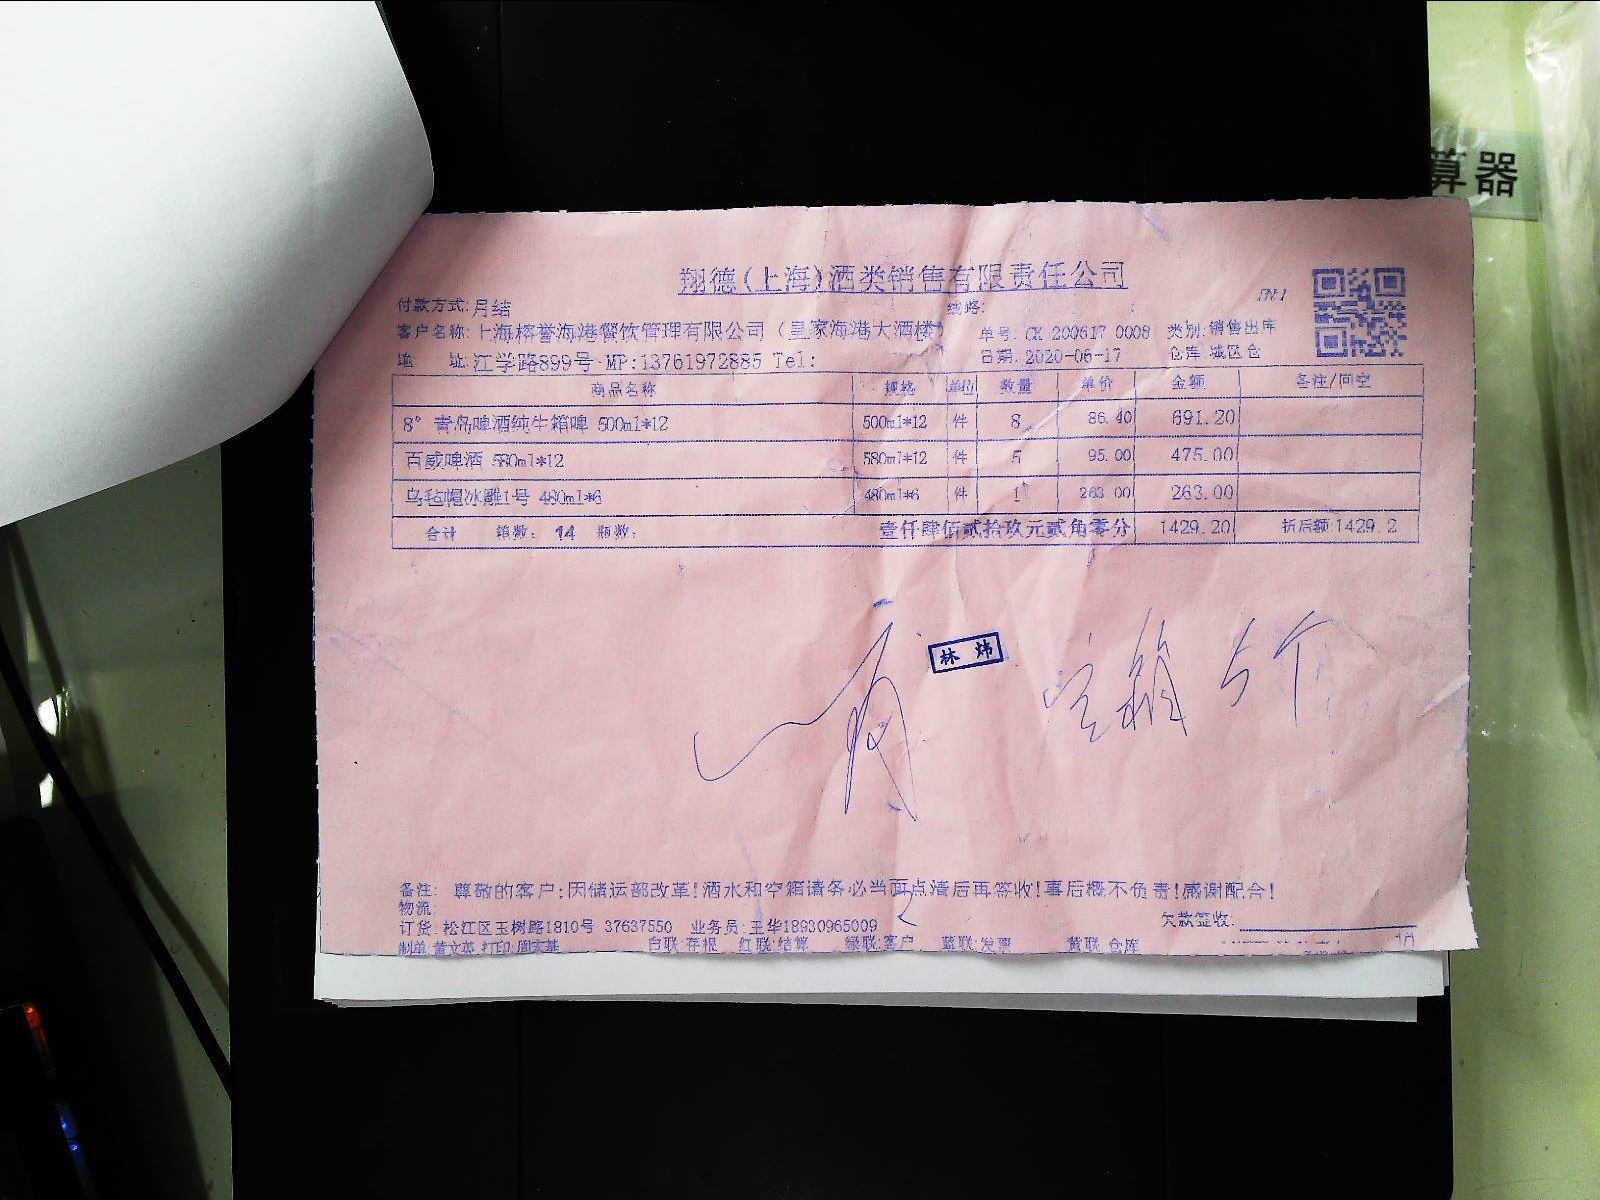 算器
翔德(上海)酒类销售有限责任公司
付款方式:月结 线路:
客户名称:上海榕誉海港餐饮管理有限公司(皇家海港大酒楼) 单号:CK-200617-0008 类别:销售出库
地 址:江学路899号 MP:13761972885 Tel: 日期:2020-06-17 仓库:城区仓
商品名称 规格 单位 数量 单价 金额 备注/回空
8° 青岛啤酒纯生箱啤 500ml*12 500ml*12 件 8 86.40 691.20
百威啤酒 580ml*12 580ml*12 件 5 95.00 475.00
乌毡帽冰雕1号 480ml*6 480ml*6 件 1 263.00 263.00
合计 箱数: 14 瓶数: 壹仟肆佰贰拾玖元贰角零分 1429.20 折后额:1429.2
林炜
空箱5个
备注: 尊敬的客户:因储运部改革!酒水和空箱请务必当面点清后再签收!事后概不负责!感谢配合!
物流:
订货:松江区玉树路1810号 37637550 业务员:王华18930965009 欠款签收:
制单:黄文英 打印: 白联:存根 红联:结算 绿联:客户 蓝联:发票 黄联:仓库